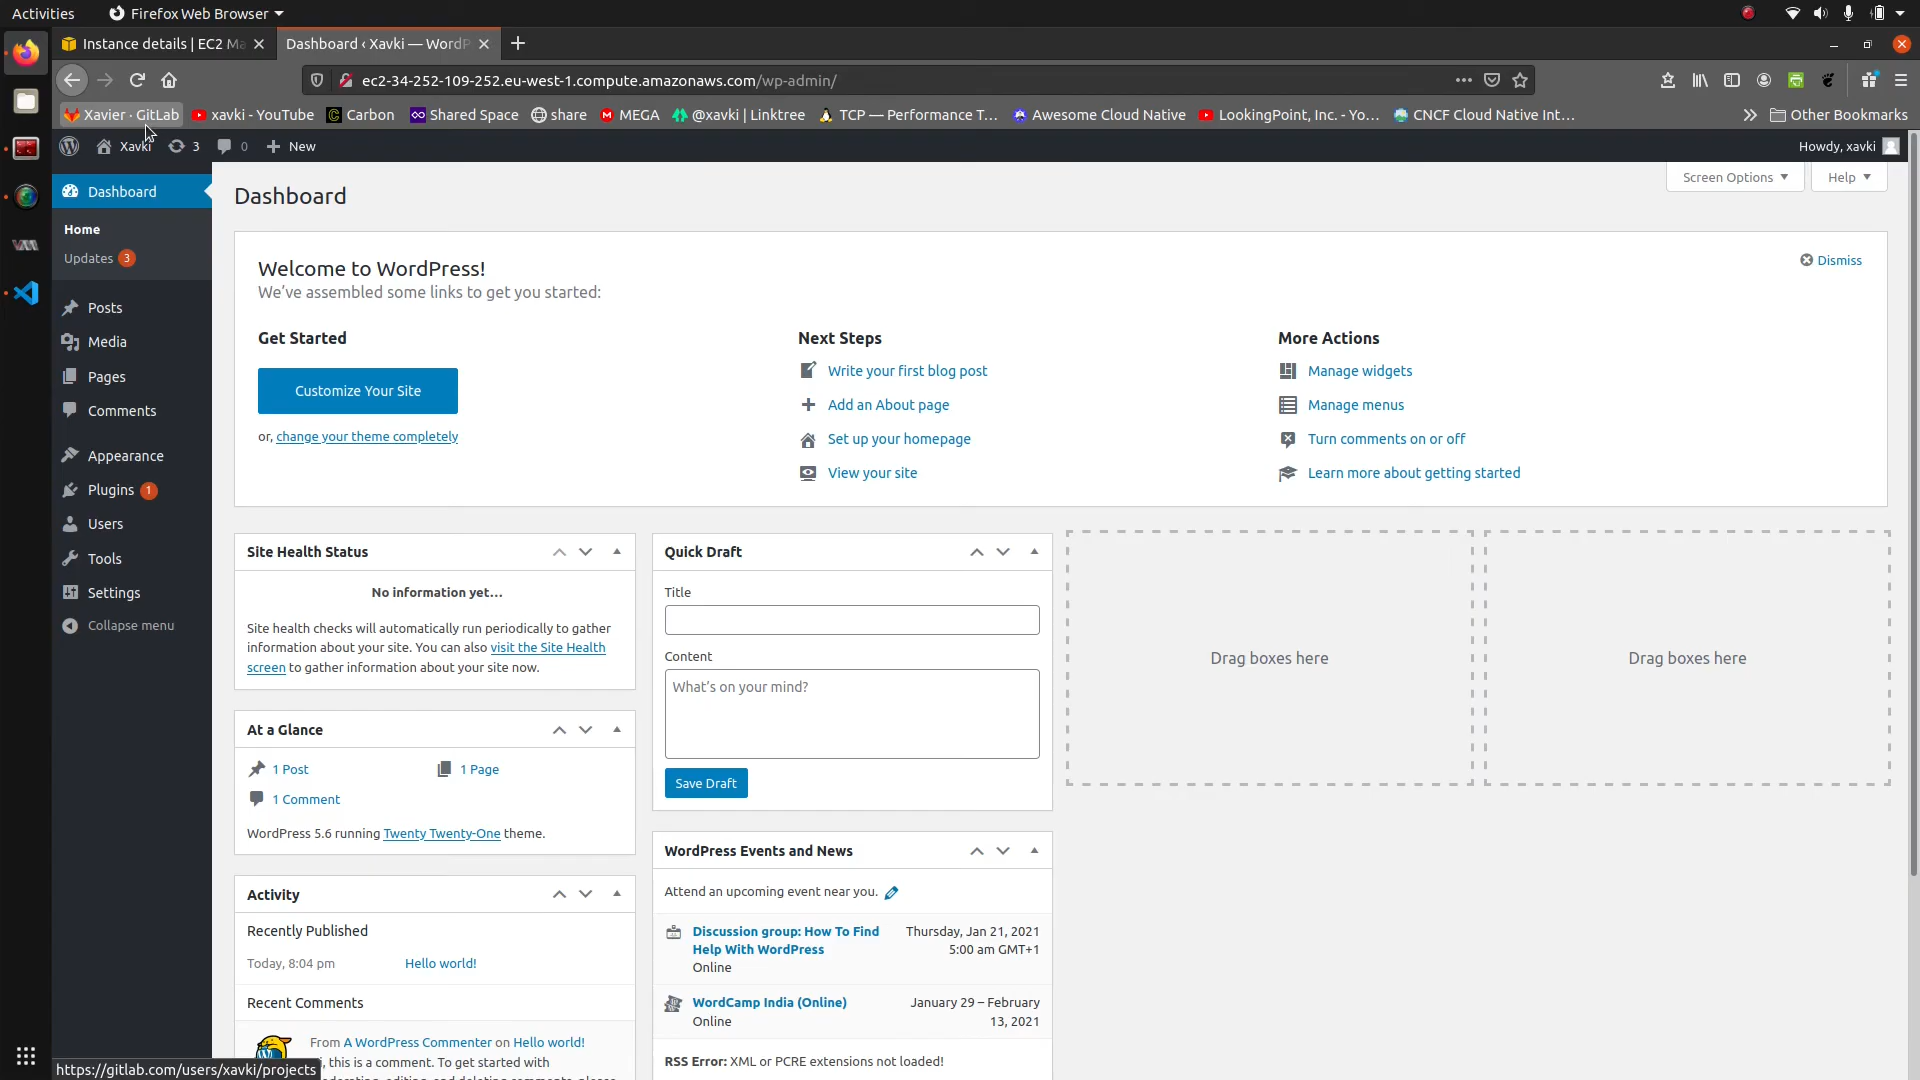 Activities
Firefox Web Browser
Instance details | EC2 Ma
Dashboard ‹ Xavki — WordP
ec2-34-252-109-252.eu-west-1.compute.amazonaws.com/wp-admin/
Xavier · GitLab
xavki - YouTube
Carbon
Shared Space
share
MEGA
@xavki | Linktree
TCP — Performance T...
Awesome Cloud Native
LookingPoint, Inc. - Yo...
CNCF Cloud Native Int...
Other Bookmarks
Xavki
3
0
New
Howdy, xavki
Dashboard
Home
Updates 3
Posts
Media
Pages
Comments
Appearance
Plugins 1
Users
Tools
Settings
Collapse menu
Dashboard
Screen Options
Help
Welcome to WordPress!
We've assembled some links to get you started:
Dismiss
Get Started
Customize Your Site
or, change your theme completely
Next Steps
Write your first blog post
Add an About page
Set up your homepage
View your site
More Actions
Manage widgets
Manage menus
Turn comments on or off
Learn more about getting started
Site Health Status
No information yet...
Site health checks will automatically run periodically to gather
information about your site. You can also visit the Site Health
screen to gather information about your site now.
At a Glance
1 Post
1 Page
1 Comment
WordPress 5.6 running Twenty Twenty-One theme.
Activity
Recently Published
Today, 8:04 pm
Hello world!
Recent Comments
From A WordPress Commenter on Hello world!
, this is a comment. To get started with
Quick Draft
Title
Content
What's on your mind?
Save Draft
WordPress Events and News
Attend an upcoming event near you.
Discussion group: How To Find
Help With WordPress
Online
Thursday, Jan 21, 2021
5:00 am GMT+1
WordCamp India (Online)
Online
January 29 – February
13, 2021
RSS Error: XML or PCRE extensions not loaded!
Drag boxes here
Drag boxes here
https://gitlab.com/users/xavki/projects